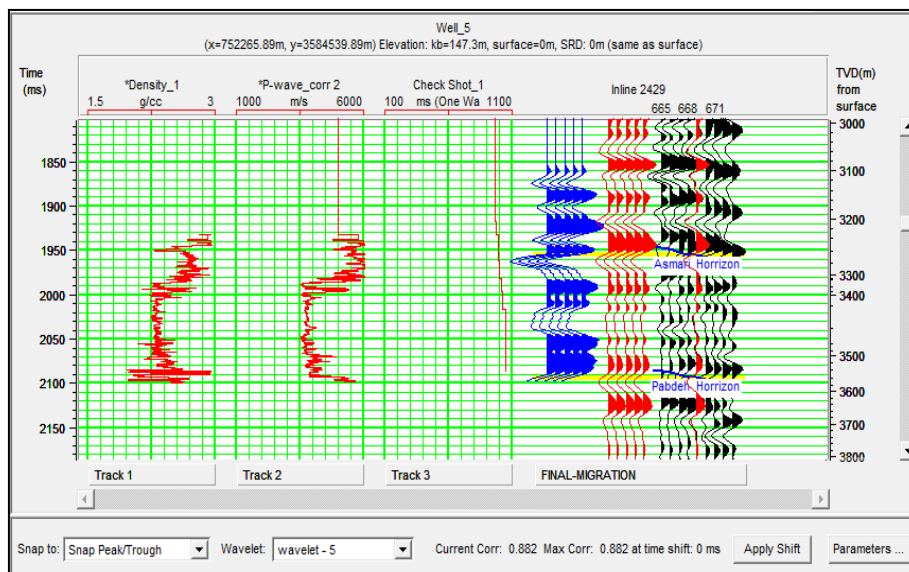 Well_5
(x=752265.89m, y=3584539.89m) Elevation: kb=147.3m, surface=0m, SRD: 0m (same as surface)
Time
(ms)
*Density_1
1.5 g/cc 3
*P-wave_corr 2
1000 m/s 6000
Check Shot_1
100 ms (One Wa 1100
Inline 2429
665 668 671
TVD(m)
from
surface
1850
1900
1950
2000
2050
2100
2150
3000
3100
3200
3300
3400
3500
3600
3700
3800
Asmari Horrizon
Pabdeh Horrizon
Track 1
Track 2
Track 3
FINAL-MIGRATION
Snap to: Snap Peak/Trough Wavelet: wavelet - 5 Current Corr: 0.882 Max Corr: 0.882 at time shift: 0 ms Apply Shift Parameters ...